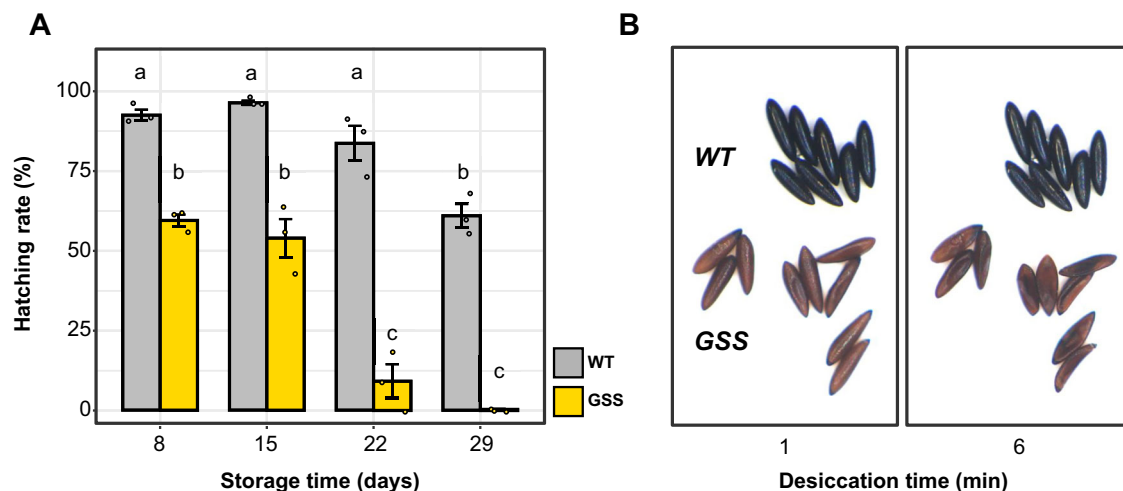 A
B
a
a
a
b
b
b
c
c
100
75
50
25
0
Hatching rate (%)
8
15
22
29
Storage time (days)
WT
GSS
WT
GSS
1
6
Desiccation time (min)